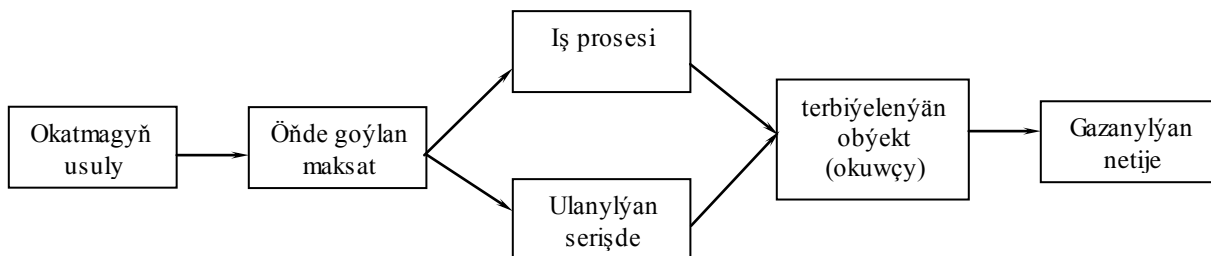 Okatmagyň
usuly
Öňde goýlan
maksat
Iş prosesi
Ulanylýan
serişde
terbiýelenýän
obýekt
(okuwçy)
Gazanylýan
netije